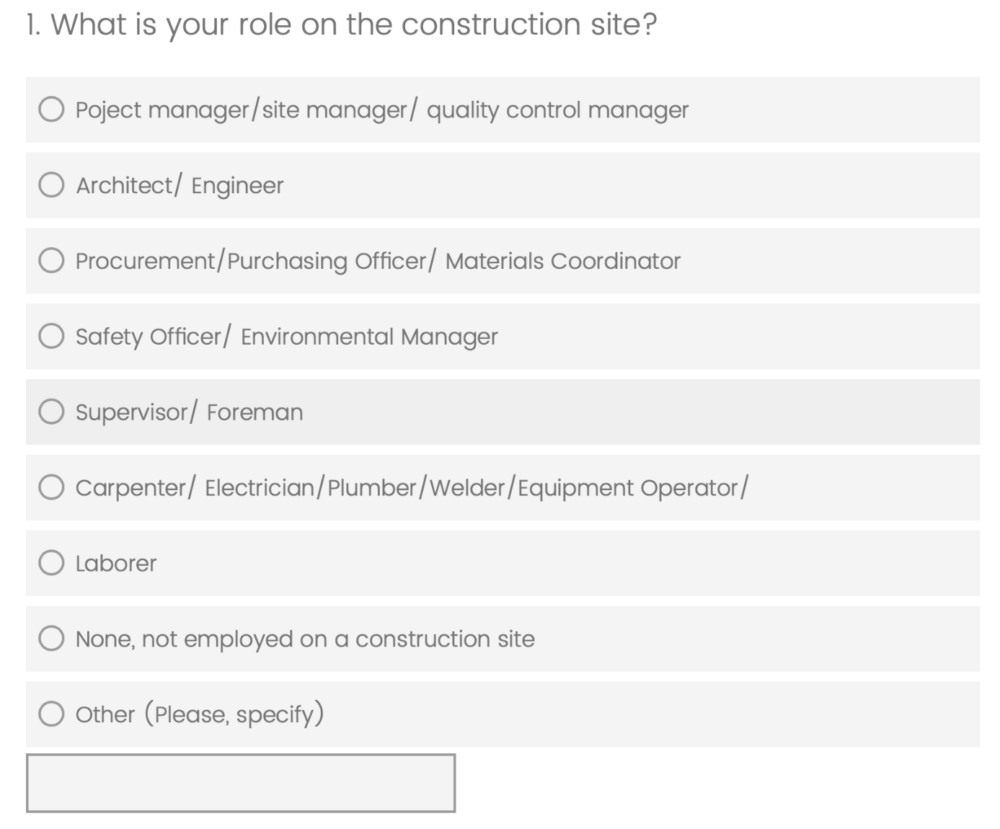 1. What is your role on the construction site?
Poject manager/site manager/ quality control manager
Architect/ Engineer
Procurement/Purchasing Officer/ Materials Coordinator
Safety Officer/ Environmental Manager
Supervisor/ Foreman
Carpenter/ Electrician/Plumber/Welder/Equipment Operator/
Laborer
None, not employed on a construction site
Other (Please, specify)